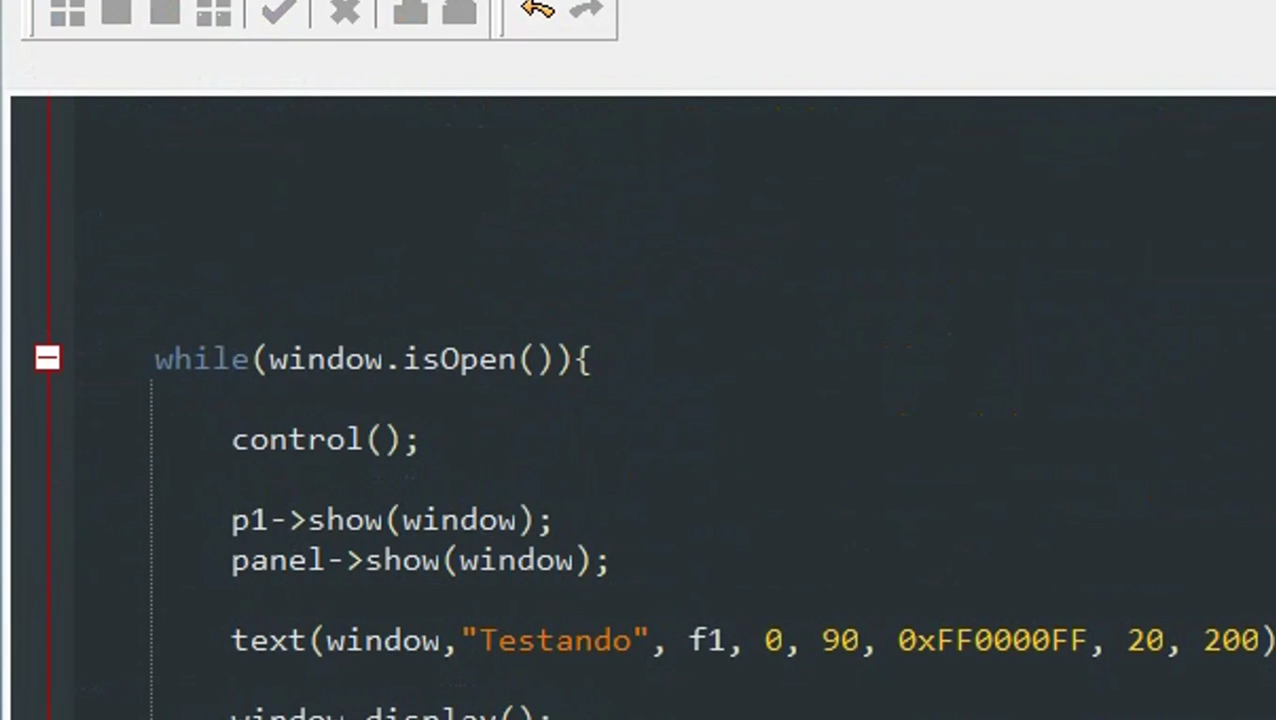 while(window.isOpen()){
control();
p1->show(window);
panel->show(window);
text(window,"Testando", f1, 0, 90, 0xFF0000FF, 20, 200)
window.display();